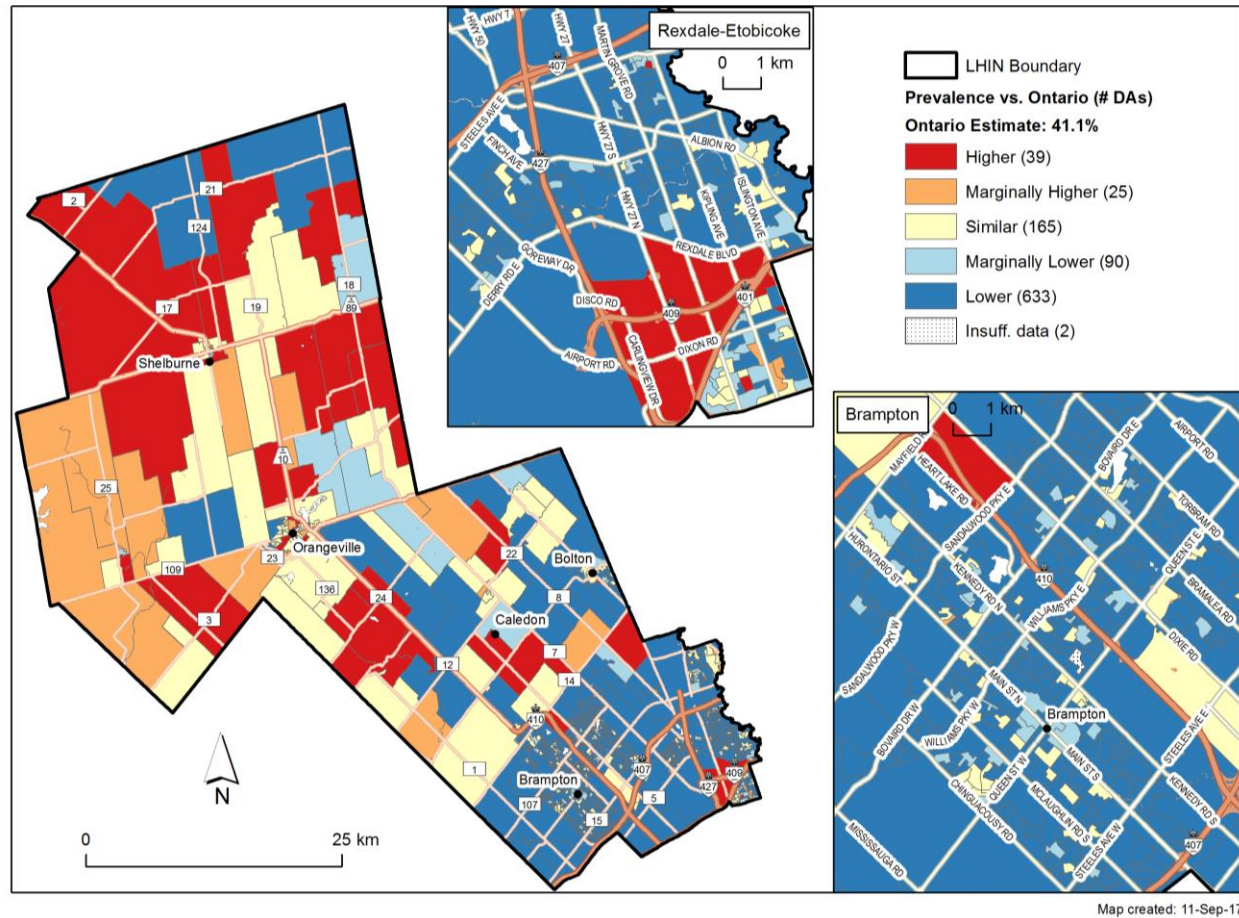 Rexdale-Etobicoke
0 1 km
HWY 7
HWY 50
HWY 27
MARTIN GROVE RD
407
STEELES AVE E
FINCH AVE
427
HWY 27 S
ALBION RD
KIPLING AVE
ISLINGTON AVE
HWY 27 N
REXDALE BLVD
GOREWAY DR
DERRY RD E
DISCO RD
401
409
AIRPORT RD
CARLINGVIEW DR
DIXON RD
LHIN Boundary
Prevalence vs. Ontario (# DAs)
Ontario Estimate: 41.1%
Higher (39)
Marginally Higher (25)
Similar (165)
Marginally Lower (90)
Lower (633)
Insuff. data (2)
2
21
124
18
17
19
89
Shelburne
10
25
109
23
Orangeville
136
24
22
Bolton
8
Caledon
12
7
14
410
1
Brampton
107
15
407
5
427
409
N
0 25 km
Brampton
0 1 km
HEART LAKE RD
SANDALWOOD PKY E
BOVAIRD DR E
AIRPORT RD
TORBRAM RD
HURONTARIO ST
KENNEDY RD N
410
QUEEN ST E
BRAMALEA RD
WILLIAMS PKY E
DIXIE RD
SANDALWOOD PKY W
MAIN ST N
BOVAIRD DR W
WILLIAMS PKY W
Brampton
STEELES AVE E
QUEEN ST W
MAIN ST S
CHINGUACOUSY RD
MCLAUGHLIN RD S
KENNEDY RD S
MISSISSAUGA RD
STEELES AVE W
407
Map created: 11-Sep-17